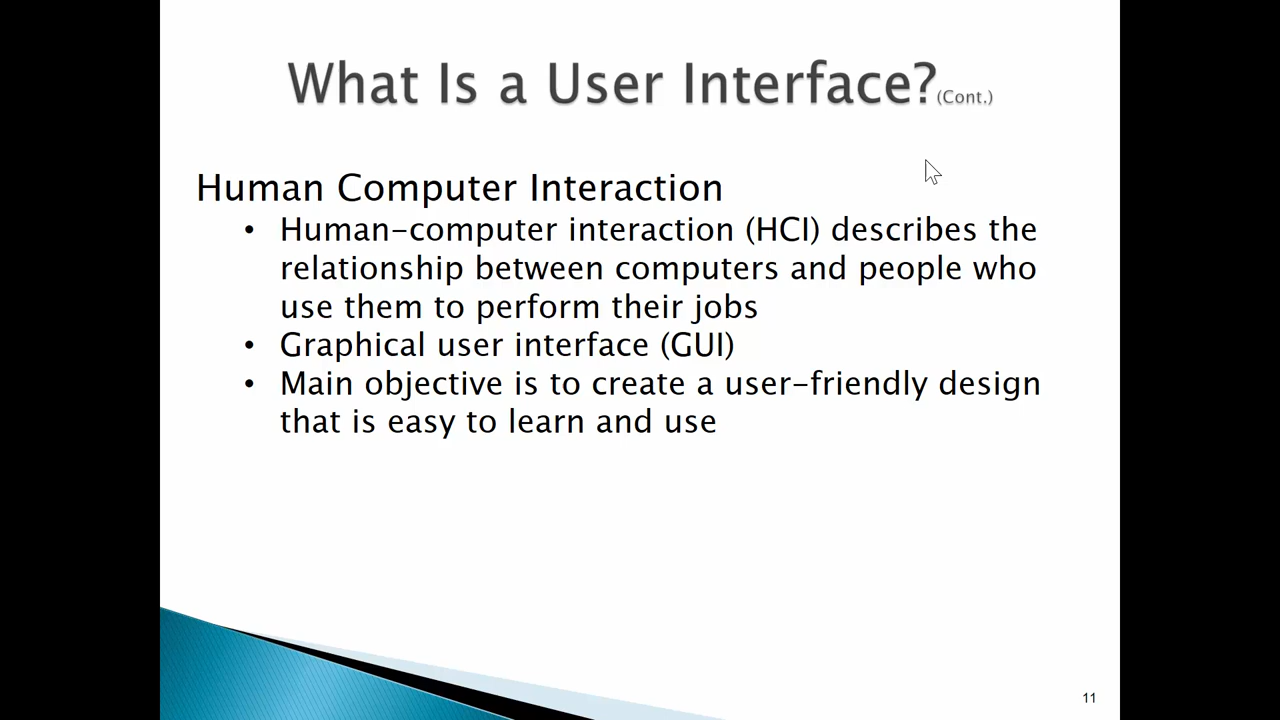 What Is a User Interface?(Cont.)
Human Computer Interaction
• Human-computer interaction (HCI) describes the
relationship between computers and people who
use them to perform their jobs
• Graphical user interface (GUI)
• Main objective is to create a user-friendly design
that is easy to learn and use
11